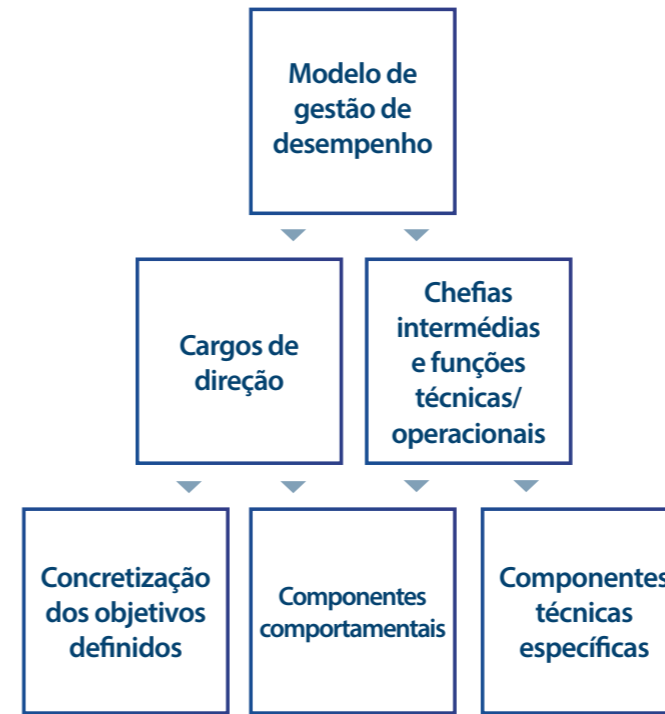 Modelo de
gestão de
desempenho
Cargos de
direção
Chefias
intermédias
e funções
técnicas/
operacionais
Concretização
dos objetivos
definidos
Componentes
comportamentais
Componentes
técnicas
específicas